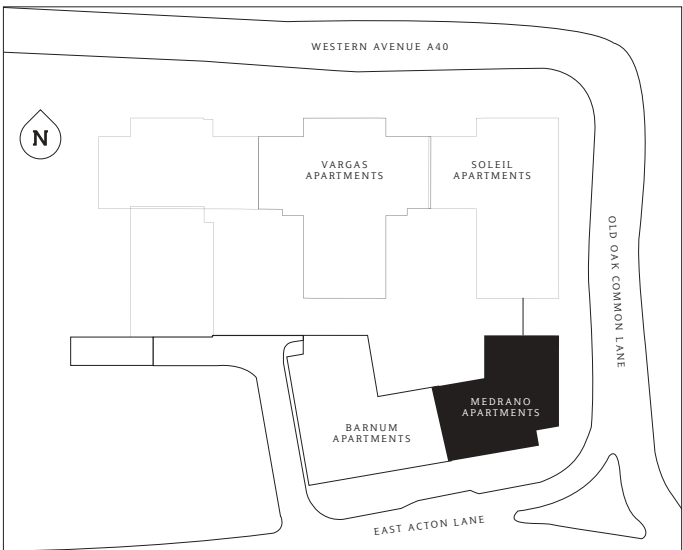 WESTERN AVENUE A40
N
VARGAS
APARTMENTS
SOLEIL
APARTMENTS
OLD OAK COMMON LANE
MEDRANO
APARTMENTS
BARNUM
APARTMENTS
EAST ACTON LANE